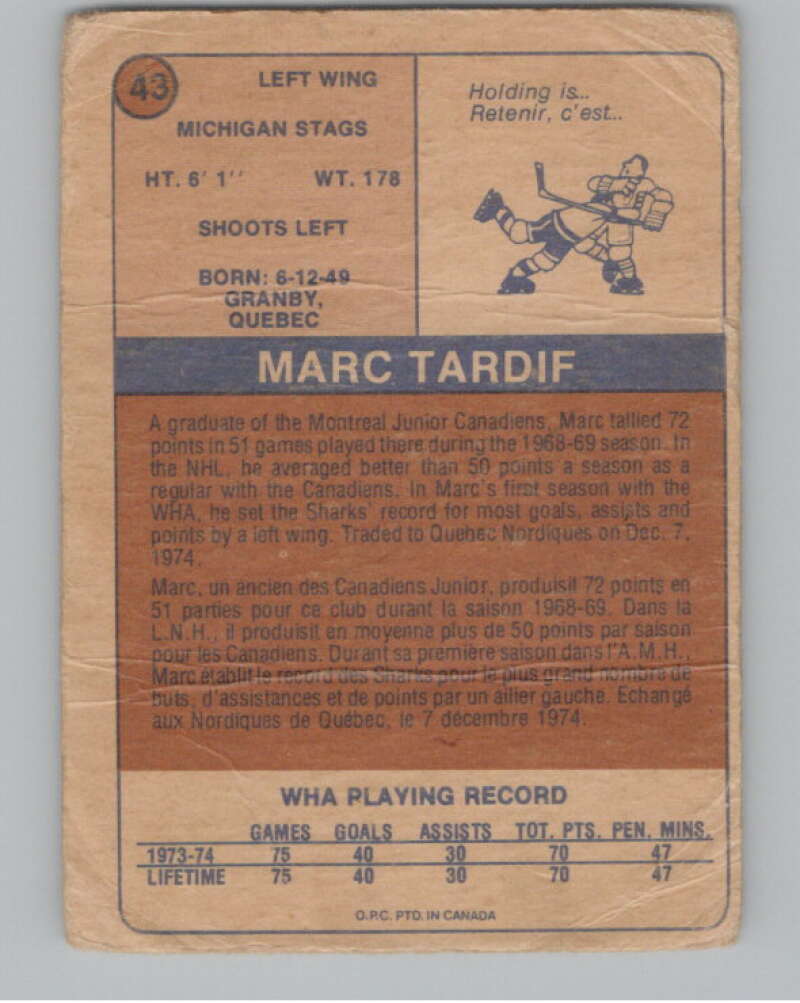 43
LEFT WING
MICHIGAN STAGS
HT. 6' 1" WT. 178
SHOOTS LEFT
BORN: 6-12-49
GRANBY,
QUEBEC
Holding is...
Retenir, c'est...
MARC TARDIF
A graduate of the Montreal Junior Canadiens, Marc tallied 72
points in 51 games played there during the 1968-69 season. In
the NHL, he averaged better than 50 points a season as a
regular with the Canadiens. In Marc's first season with the
WHA, he set the Sharks' record for most goals, assists and
points by a left wing. Traded to Quebec Nordiques on Dec. 7,
1974.
Marc, un ancien des Canadiens Junior, produisit 72 points en
51 parties pour ce club durant la saison 1968-69. Dans la
L.N.H., il produisit en moyenne plus de 50 points par saison
pour les Canadiens. Durant sa première saison dans l'A.M.H.,
Marc établit le record des Sharks pour le plus grand nombre de
buts, d'assistances et de points par un ailier gauche. Echangé
aux Nordiques de Québec, le 7 décembre 1974.
WHA PLAYING RECORD
GAMES GOALS ASSISTS TOT. PTS. PEN. MINS.
1973-74 75 40 30 70 47
LIFETIME 75 40 30 70 47
O.P.C. PTD. IN CANADA